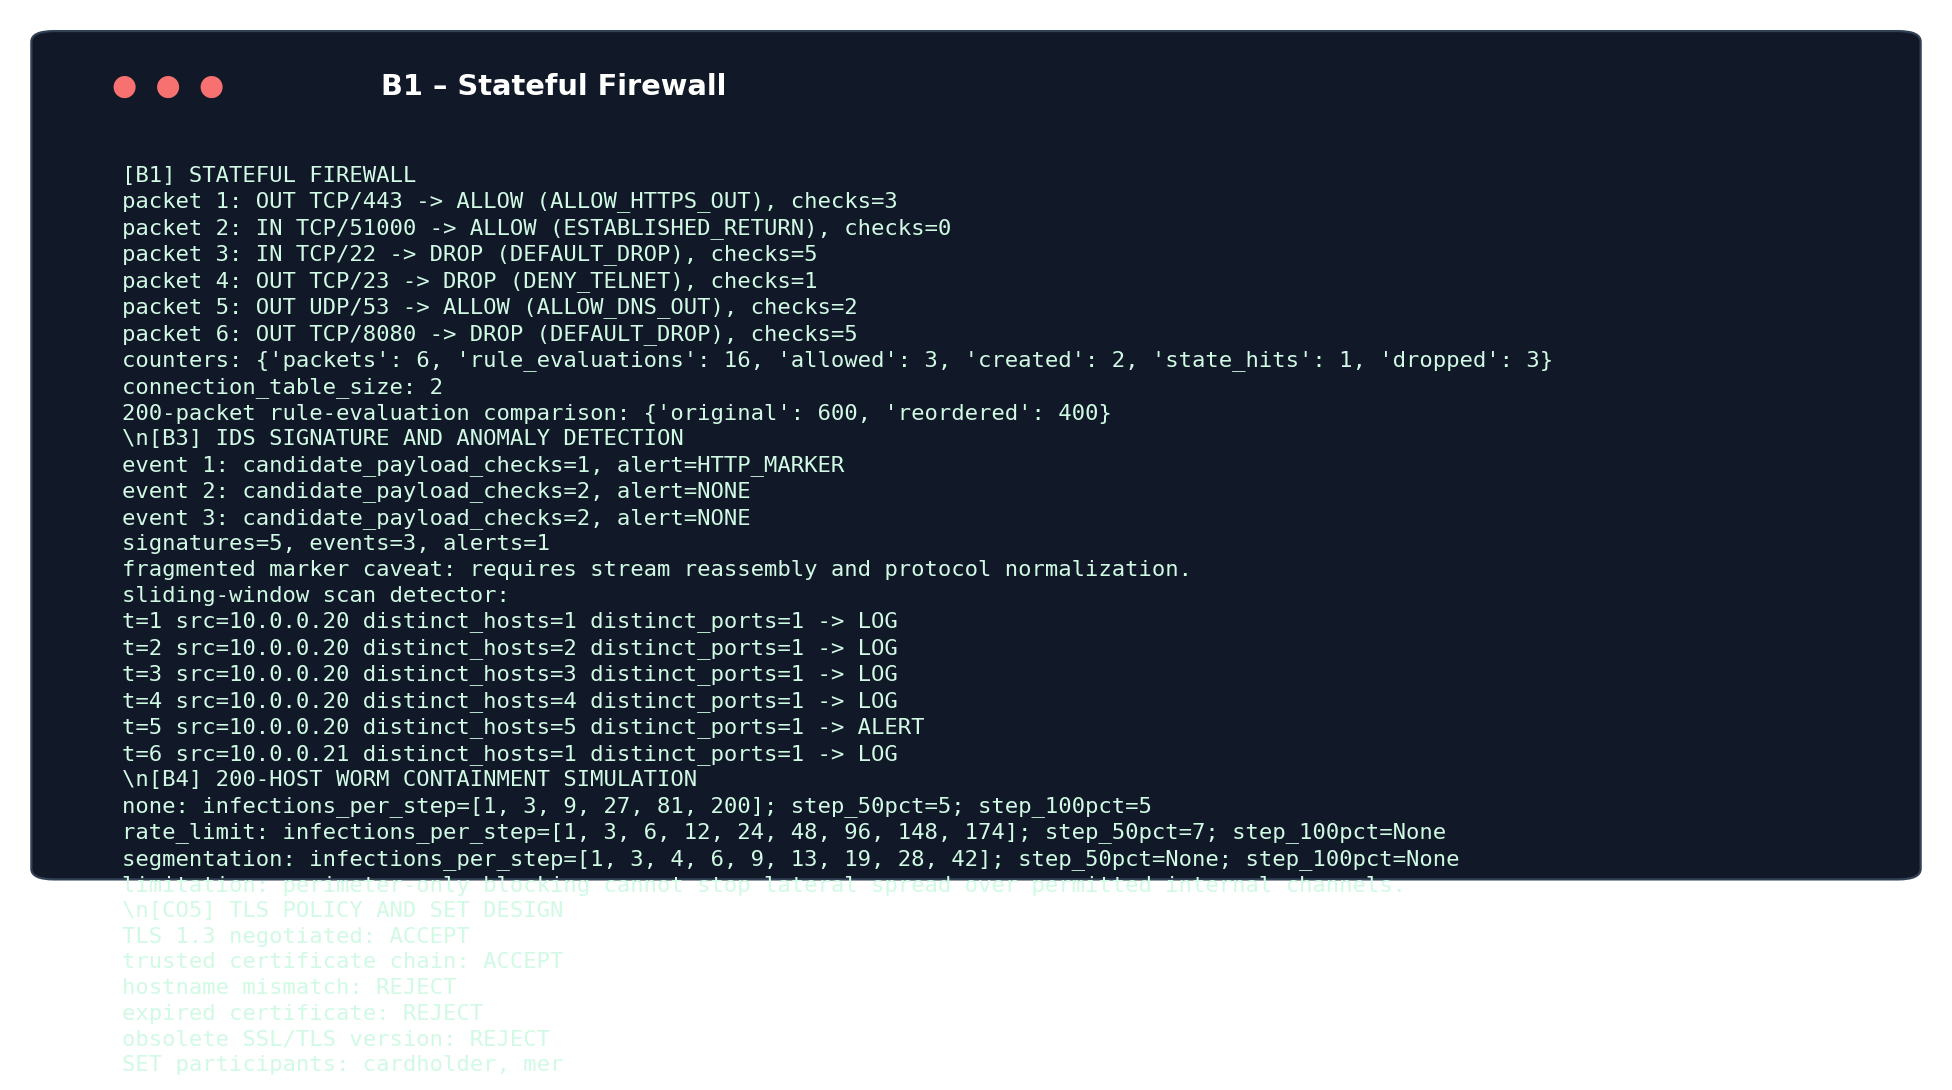 B1 – Stateful Firewall
[B1] STATEFUL FIREWALL
packet 1: OUT TCP/443 -> ALLOW (ALLOW_HTTPS_OUT), checks=3
packet 2: IN TCP/51000 -> ALLOW (ESTABLISHED_RETURN), checks=0
packet 3: IN TCP/22 -> DROP (DEFAULT_DROP), checks=5
packet 4: OUT TCP/23 -> DROP (DENY_TELNET), checks=1
packet 5: OUT UDP/53 -> ALLOW (ALLOW_DNS_OUT), checks=2
packet 6: OUT TCP/8080 -> DROP (DEFAULT_DROP), checks=5
counters: {'packets': 6, 'rule_evaluations': 16, 'allowed': 3, 'created': 2, 'state_hits': 1, 'dropped': 3}
connection_table_size: 2
200-packet rule-evaluation comparison: {'original': 600, 'reordered': 400}
\n[B3] IDS SIGNATURE AND ANOMALY DETECTION
event 1: candidate_payload_checks=1, alert=HTTP_MARKER
event 2: candidate_payload_checks=2, alert=NONE
event 3: candidate_payload_checks=2, alert=NONE
signatures=5, events=3, alerts=1
fragmented marker caveat: requires stream reassembly and protocol normalization.
sliding-window scan detector:
t=1 src=10.0.0.20 distinct_hosts=1 distinct_ports=1 -> LOG
t=2 src=10.0.0.20 distinct_hosts=2 distinct_ports=1 -> LOG
t=3 src=10.0.0.20 distinct_hosts=3 distinct_ports=1 -> LOG
t=4 src=10.0.0.20 distinct_hosts=4 distinct_ports=1 -> LOG
t=5 src=10.0.0.20 distinct_hosts=5 distinct_ports=1 -> ALERT
t=6 src=10.0.0.21 distinct_hosts=1 distinct_ports=1 -> LOG
\n[B4] 200-HOST WORM CONTAINMENT SIMULATION
none: infections_per_step=[1, 3, 9, 27, 81, 200]; step_50pct=5; step_100pct=5
rate_limit: infections_per_step=[1, 3, 6, 12, 24, 48, 96, 148, 174]; step_50pct=7; step_100pct=None
segmentation: infections_per_step=[1, 3, 4, 6, 9, 13, 19, 28, 42]; step_50pct=None; step_100pct=None
limitation: perimeter-only blocking cannot stop lateral spread over permitted internal channels.
\n[CO5] TLS POLICY AND SET DESIGN
TLS 1.3 negotiated: ACCEPT
trusted certificate chain: ACCEPT
hostname mismatch: REJECT
expired certificate: REJECT
obsolete SSL/TLS version: REJECT
SET participants: cardholder, mer